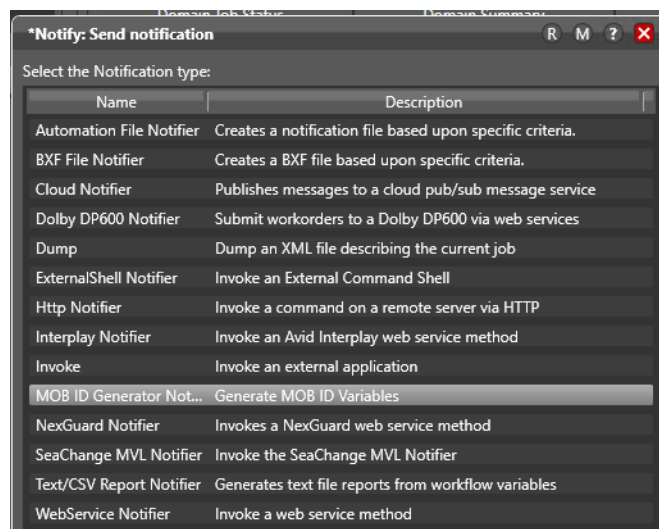 Domain Job Status Domain Summary
*Notify: Send notification R M ?
Select the Notification type:
Name Description
Automation File Notifier Creates a notification file based upon specific criteria.
BXF File Notifier Creates a BXF file based upon specific criteria.
Cloud Notifier Publishes messages to a cloud pub/sub message service
Dolby DP600 Notifier Submit workorders to a Dolby DP600 via web services
Dump Dump an XML file describing the current job
ExternalShell Notifier Invoke an External Command Shell
Http Notifier Invoke a command on a remote server via HTTP
Interplay Notifier Invoke an Avid Interplay web service method
Invoke Invoke an external application
MOB ID Generator Not... Generate MOB ID Variables
NexGuard Notifier Invokes a NexGuard web service method
SeaChange MVL Notifier Invoke the SeaChange MVL Notifier
Text/CSV Report Notifier Generates text file reports from workflow variables
WebService Notifier Invoke a web service method